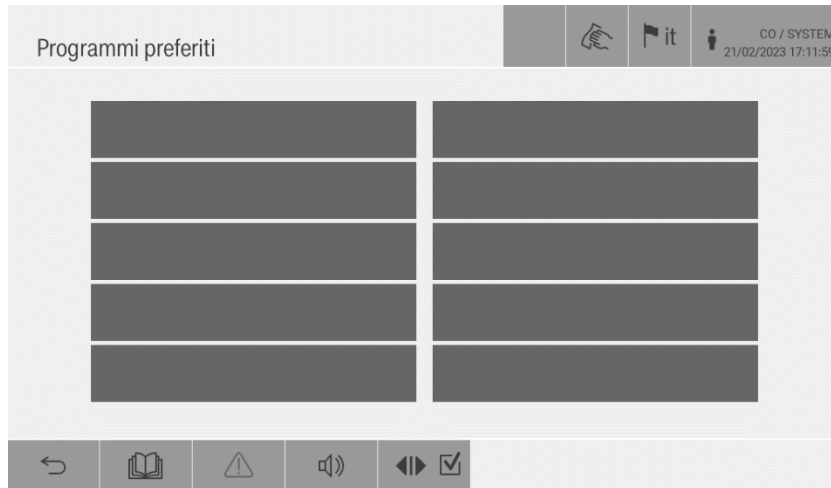 Programmi preferiti
it
CO / SYSTEM
21/02/2023 17:11:59